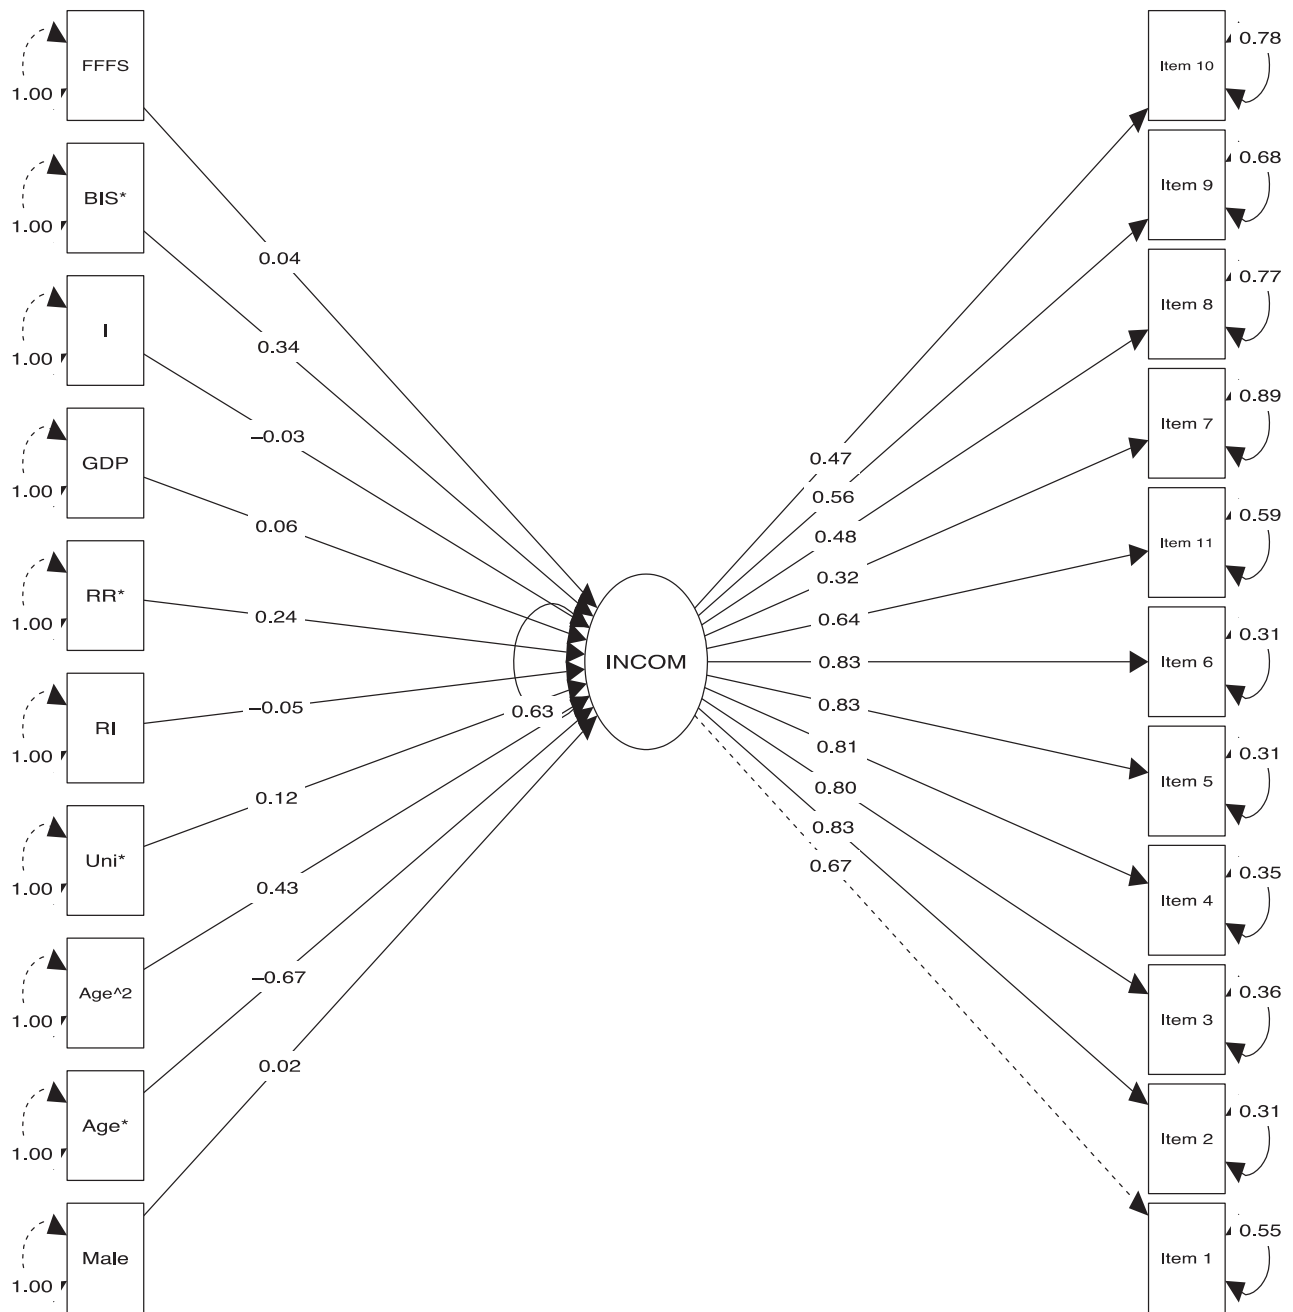 FFFS
1.00
BIS*
1.00
I
1.00
GDP
1.00
RR*
1.00
RI
1.00
Uni*
1.00
Age^2
1.00
Age*
1.00
Male
1.00
0.04
0.34
−0.03
0.06
0.24
−0.05
0.12
0.43
−0.67
0.02
0.63
INCOM
0.47
0.56
0.48
0.32
0.64
0.83
0.83
0.81
0.80
0.83
0.67
Item 10
0.78
Item 9
0.68
Item 8
0.77
Item 7
0.89
Item 11
0.59
Item 6
0.31
Item 5
0.31
Item 4
0.35
Item 3
0.36
Item 2
0.31
Item 1
0.55